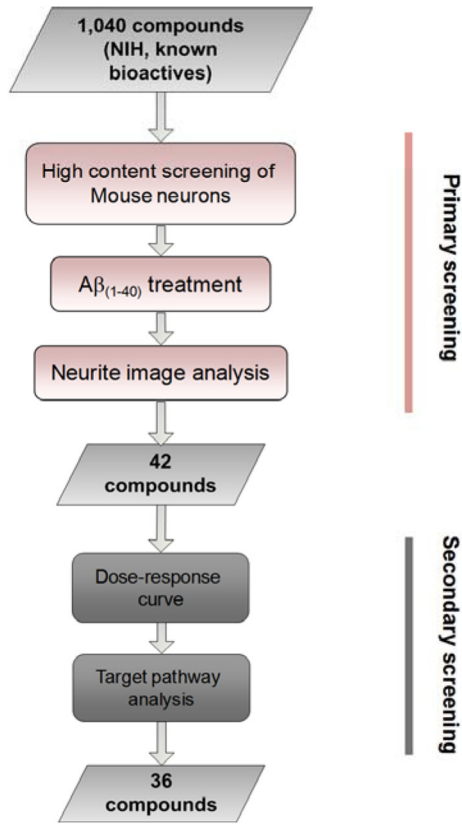 1,040 compounds
(NIH, known
bioactives)
High content screening of
Mouse neurons
Aβ(1-40) treatment
Neurite image analysis
42
compounds
Dose-response
curve
Target pathway
analysis
36
compounds
Primary screening
Secondary screening